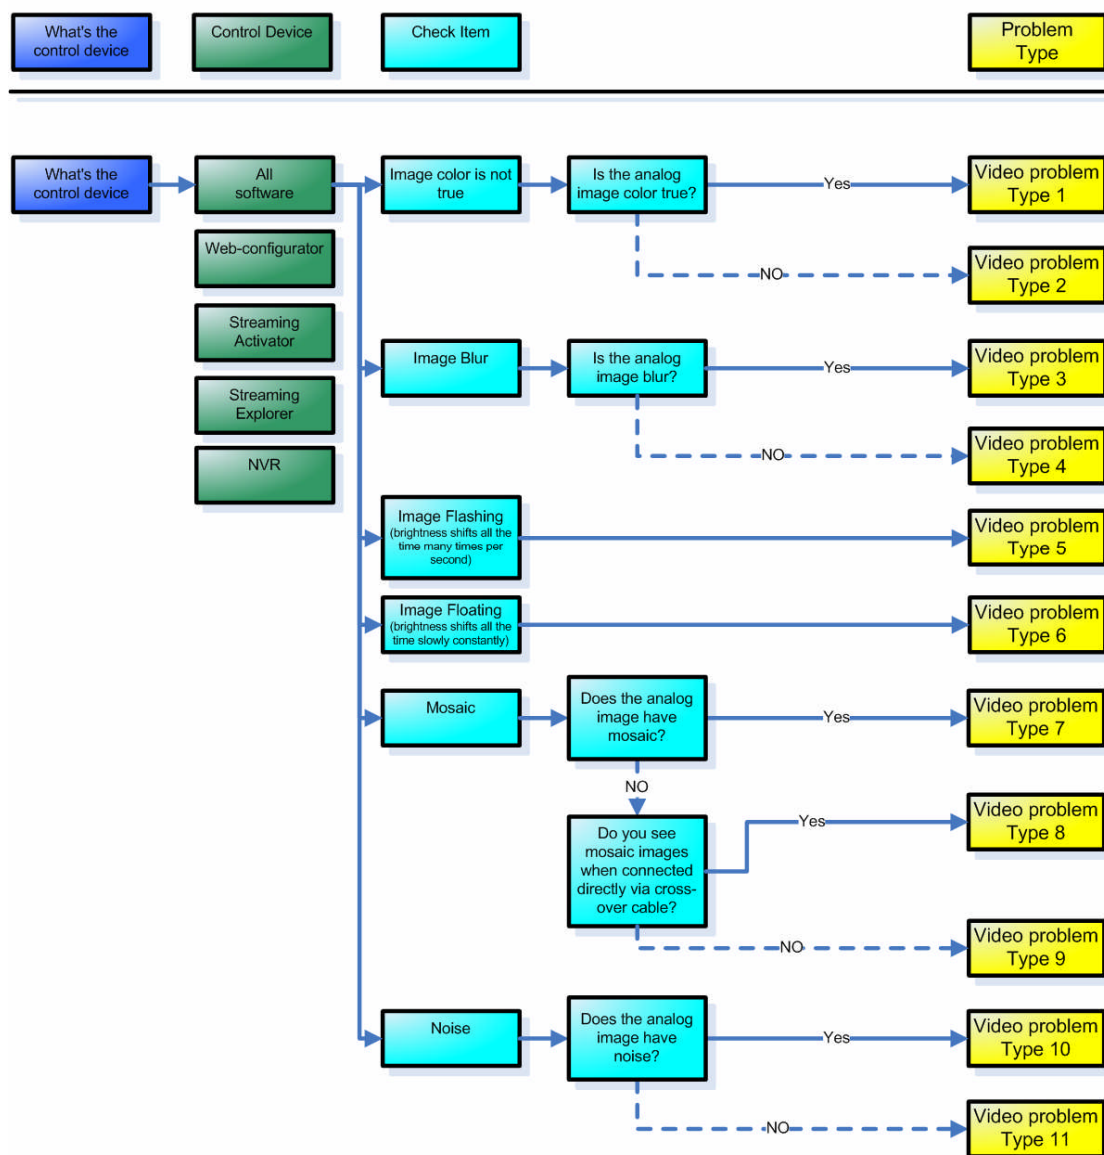 What's the
control device
Control Device
Check Item
Problem
Type
What's the
control device
All
software
Image color is not
true
Is the analog
image color true?
Yes
Video problem
Type 1
Web-configurator
NO
Video problem
Type 2
Streaming
Activator
Image Blur
Is the analog
image blur?
Yes
Video problem
Type 3
Streaming
Explorer
NVR
NO
Video problem
Type 4
Image Flashing
(brightness shifts all the
time many times per
second)
Video problem
Type 5
Image Floating
(brightness shifts all the
time slowly constantly)
Video problem
Type 6
Mosaic
Does the analog
image have
mosaic?
Yes
Video problem
Type 7
NO
Do you see
mosaic images
when connected
directly via cross-
over cable?
Yes
Video problem
Type 8
NO
Video problem
Type 9
Noise
Does the analog
image have
noise?
Yes
Video problem
Type 10
NO
Video problem
Type 11